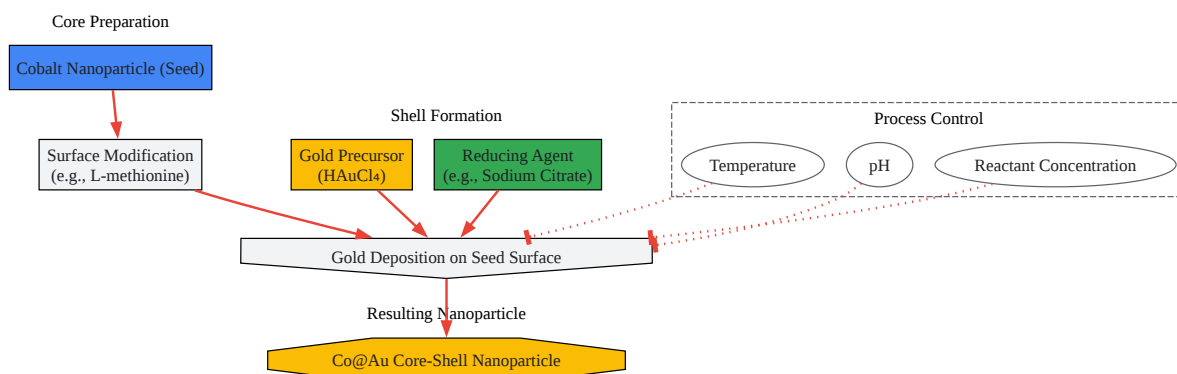 Core Preparation
Cobalt Nanoparticle (Seed)
Surface Modification
(e.g., L-methionine)
Shell Formation
Gold Precursor
(HAuCl₄)
Reducing Agent
(e.g., Sodium Citrate)
Process Control
Temperature
pH
Reactant Concentration
Gold Deposition on Seed Surface
Resulting Nanoparticle
Co@Au Core-Shell Nanoparticle